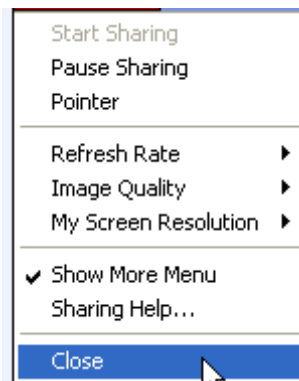 Start Sharing
Pause Sharing
Pointer
Refresh Rate
Image Quality
My Screen Resolution
Show More Menu
Sharing Help...
Close